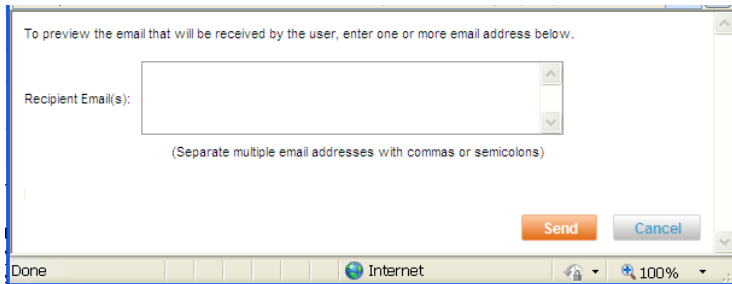 To preview the email that will be received by the user, enter one or more email address below.
Recipient Email(s):
(Separate multiple email addresses with commas or semicolons)
Send Cancel
Done Internet 100%